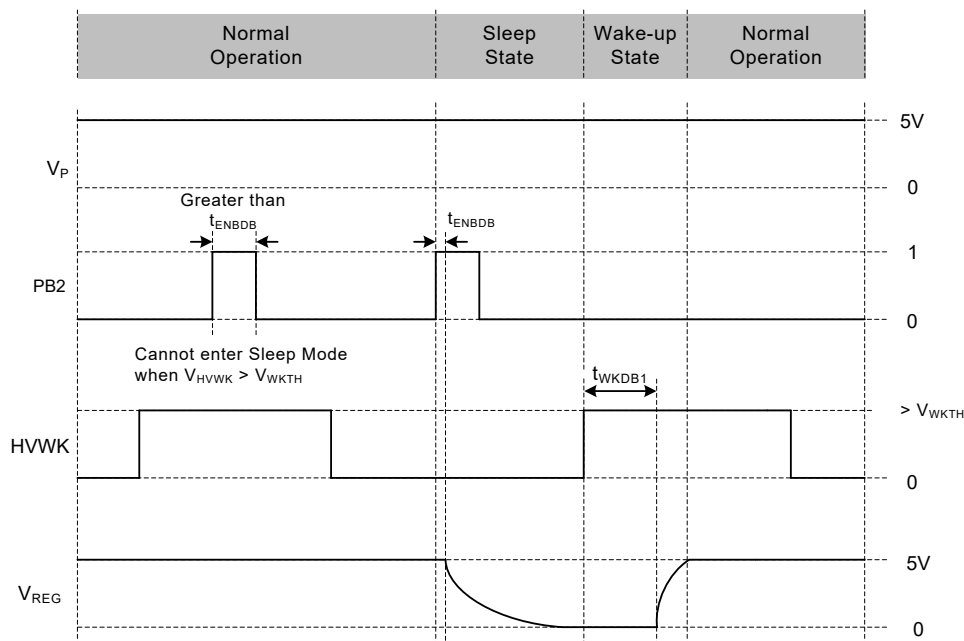 Normal
Operation
Sleep
State
Wake-up
State
Normal
Operation
VP
5V
0
Greater than
tENBDB
tENBDB
PB2
1
0
Cannot enter Sleep Mode
when VHVWK > VWKTH
tWKDB1
HVWK
> VWKTH
0
VREG
5V
0